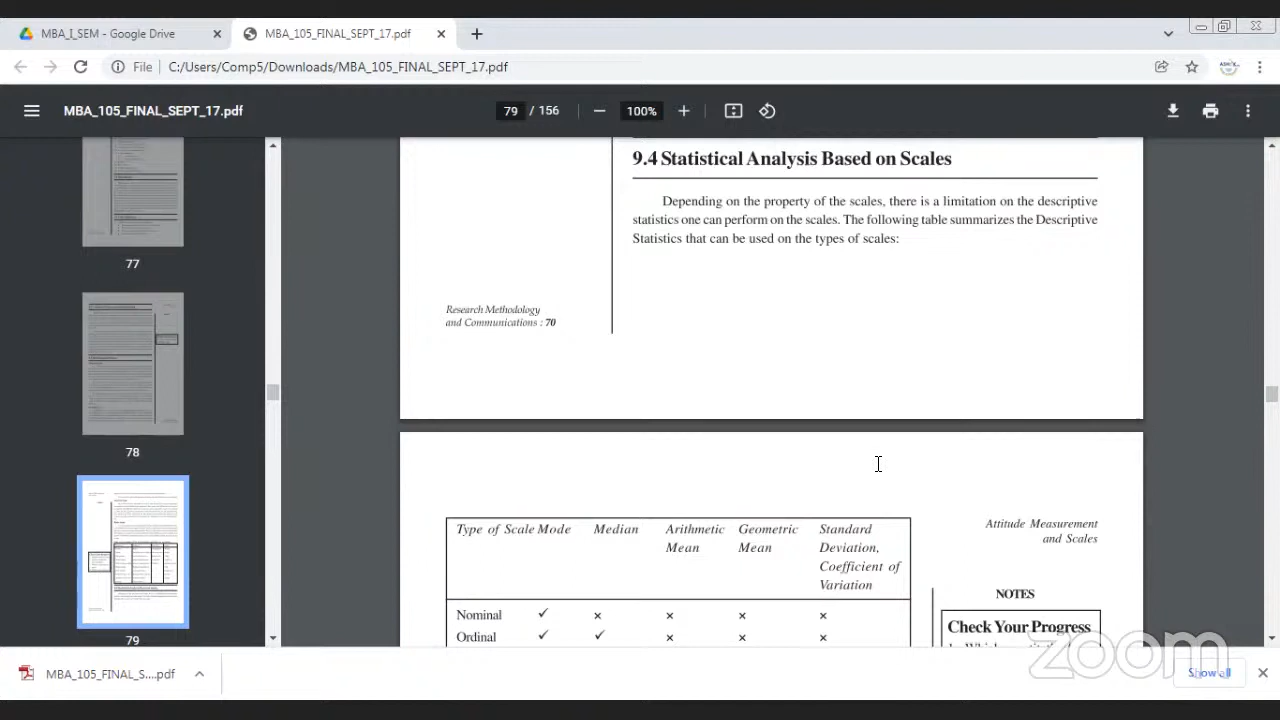 MBA_I_SEM - Google Drive
MBA_105_FINAL_SEPT_17.pdf
File
C:/Users/Comp5/Downloads/MBA_105_FINAL_SEPT_17.pdf
MBA_105_FINAL_SEPT_17.pdf
79 / 156
100%
77
78
79
9.4 Statistical Analysis Based on Scales
Depending on the property of the scales, there is a limitation on the descriptive
statistics one can perform on the scales. The following table summarizes the Descriptive
Statistics that can be used on the types of scales:
Research Methodology
and Communications : 70
Type of Scale Mode Median Arithmetic Geometric Standard
Mean Mean Deviation,
Coefficient of
Variation
Nominal ✓ × × × ×
Ordinal ✓ ✓ × × ×
Attitude Measurement
and Scales
NOTES
Check Your Progress
zoom
MBA_105_FINAL_S....pdf
Show all